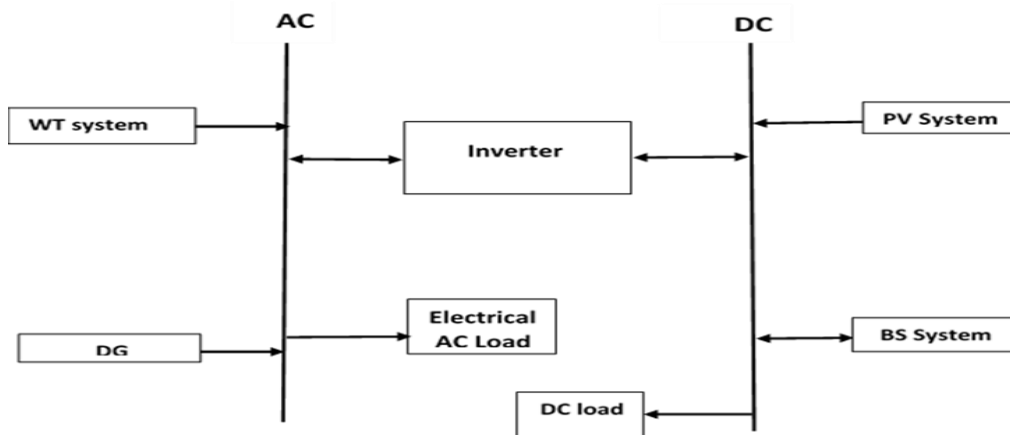 AC
DC
WT system
PV System
Inverter
Electrical
AC Load
DG
BS System
DC load